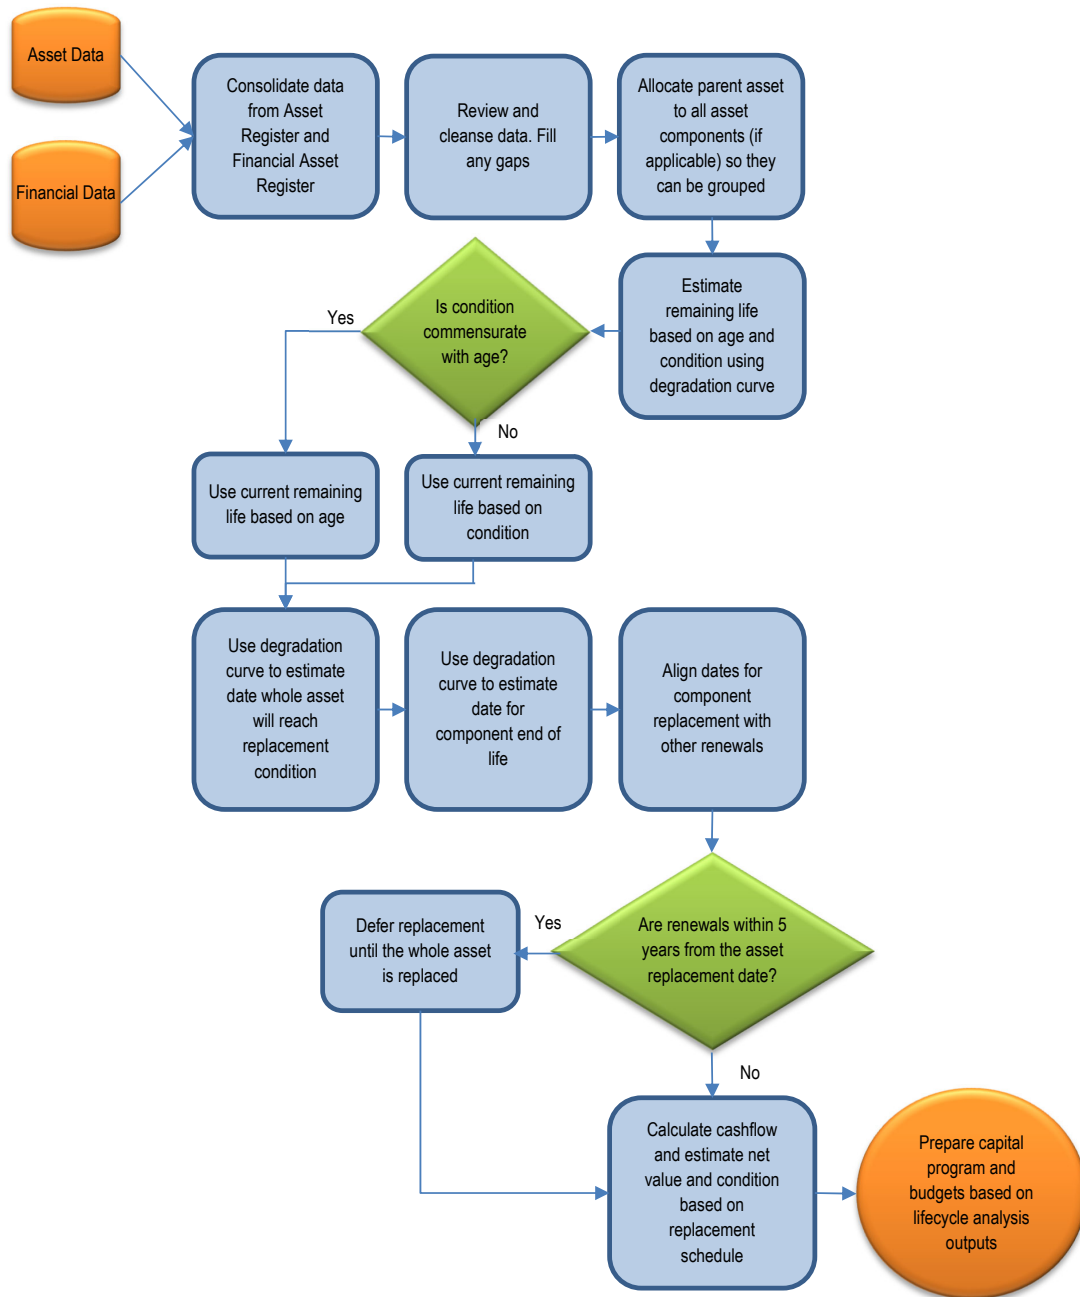 Asset Data
Financial Data
Consolidate data
from Asset
Register and
Financial Asset
Register
Review and
cleanse data. Fill
any gaps
Allocate parent asset
to all asset
components (if
applicable) so they
can be grouped
Estimate
remaining life
based on age and
condition using
degradation curve
Is condition
commensurate
with age?
Yes
No
Use current remaining
life based on age
Use current remaining
life based on
condition
Use degradation
curve to estimate
date whole asset
will reach
replacement
condition
Use degradation
curve to estimate
date for
component end of
life
Align dates for
component
replacement with
other renewals
Are renewals within 5
years from the asset
replacement date?
Yes
No
Defer replacement
until the whole asset
is replaced
Calculate cashflow
and estimate net
value and condition
based on
replacement
schedule
Prepare capital
program and
budgets based on
lifecycle analysis
outputs